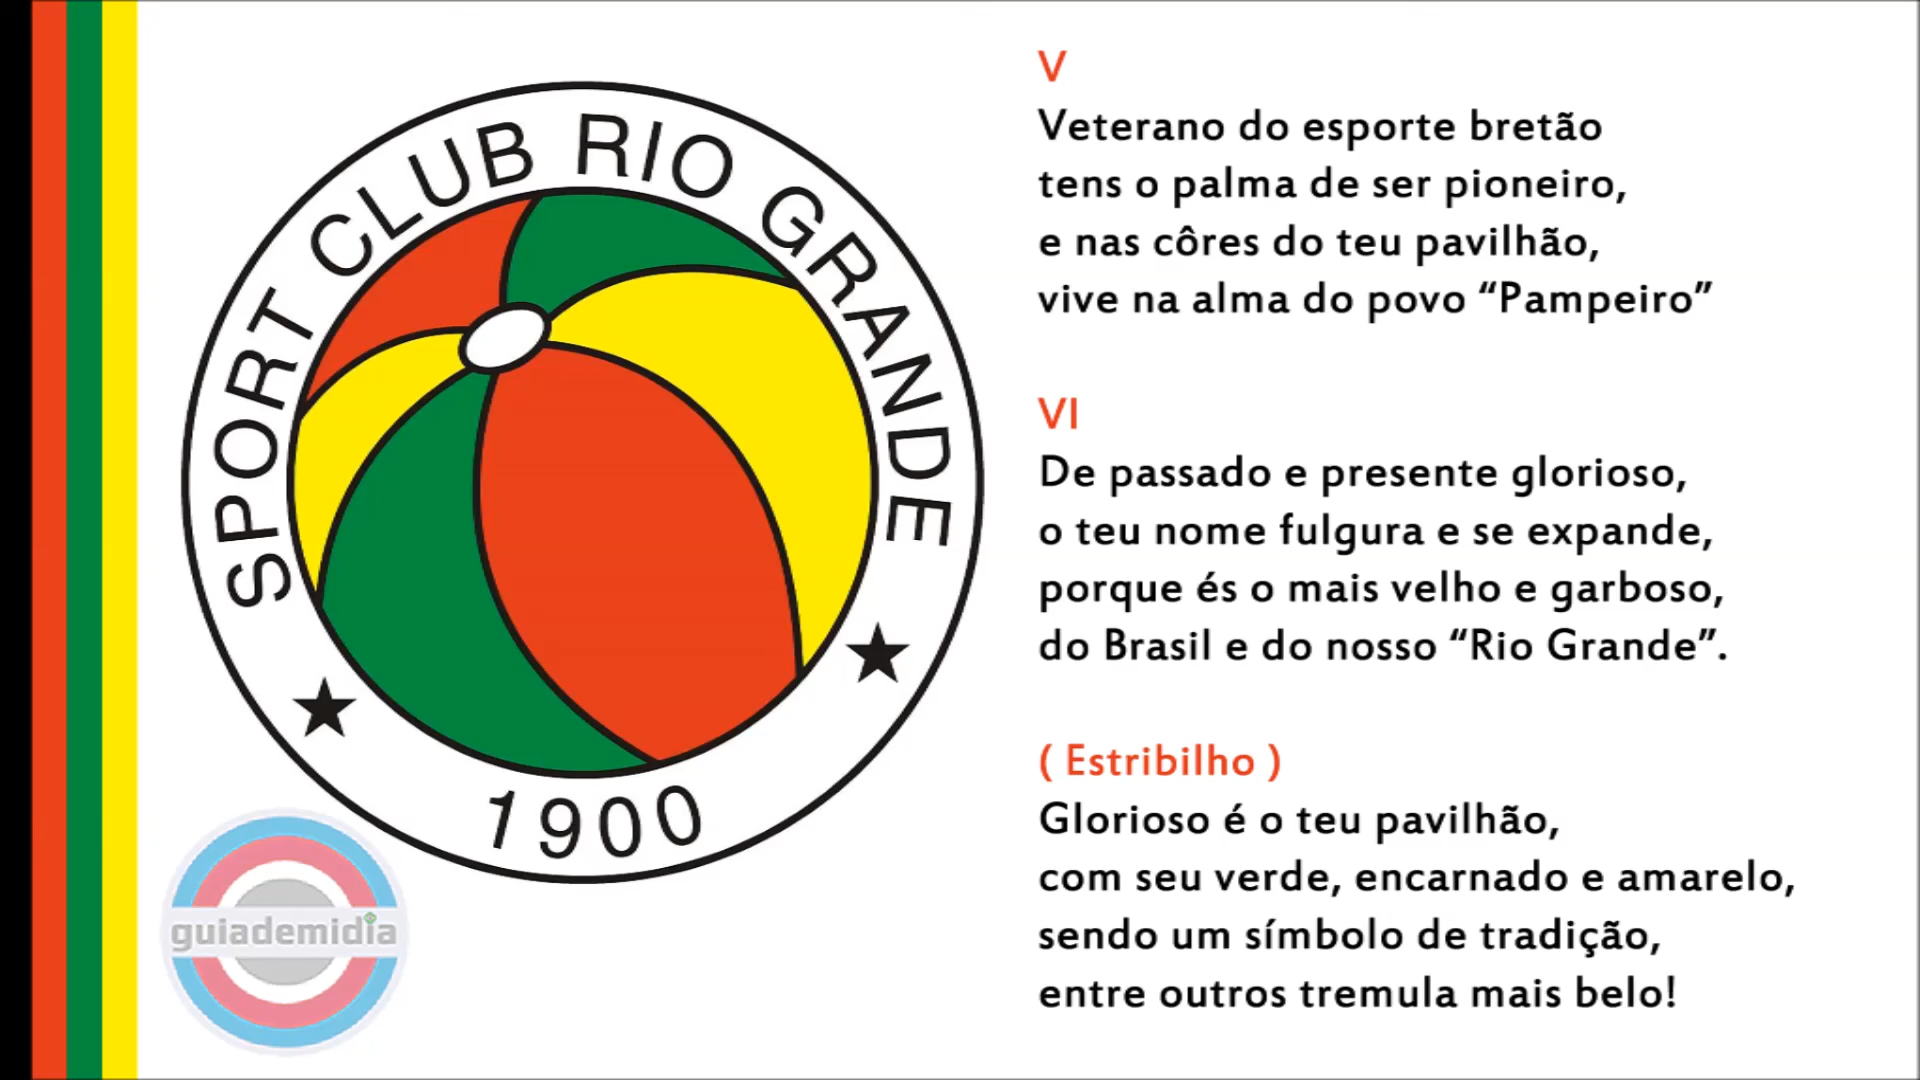 SPORT CLUB RIO GRANDE
1900
guiademidia
V
Veterano do esporte bretão
tens o palma de ser pioneiro,
e nas côres do teu pavilhão,
vive na alma do povo “Pampeiro”
VI
De passado e presente glorioso,
o teu nome fulgura e se expande,
porque és o mais velho e garboso,
do Brasil e do nosso “Rio Grande”.
( Estribilho )
Glorioso é o teu pavilhão,
com seu verde, encarnado e amarelo,
sendo um símbolo de tradição,
entre outros tremula mais belo!